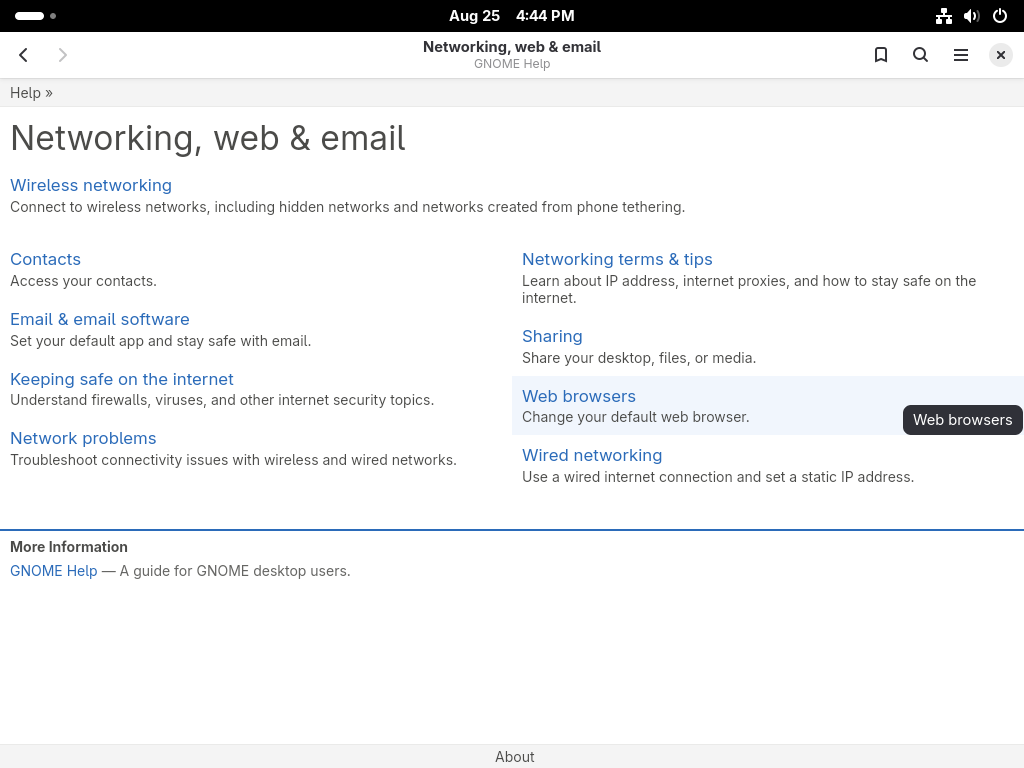 Aug 25 4:44 PM
Networking, web & email
GNOME Help
Help »
Networking, web & email
Wireless networking
Connect to wireless networks, including hidden networks and networks created from phone tethering.
Contacts
Access your contacts.
Email & email software
Set your default app and stay safe with email.
Keeping safe on the internet
Understand firewalls, viruses, and other internet security topics.
Network problems
Troubleshoot connectivity issues with wireless and wired networks.
Networking terms & tips
Learn about IP address, internet proxies, and how to stay safe on the
internet.
Sharing
Share your desktop, files, or media.
Web browsers
Change your default web browser.
Web browsers
Wired networking
Use a wired internet connection and set a static IP address.
More Information
GNOME Help — A guide for GNOME desktop users.
About